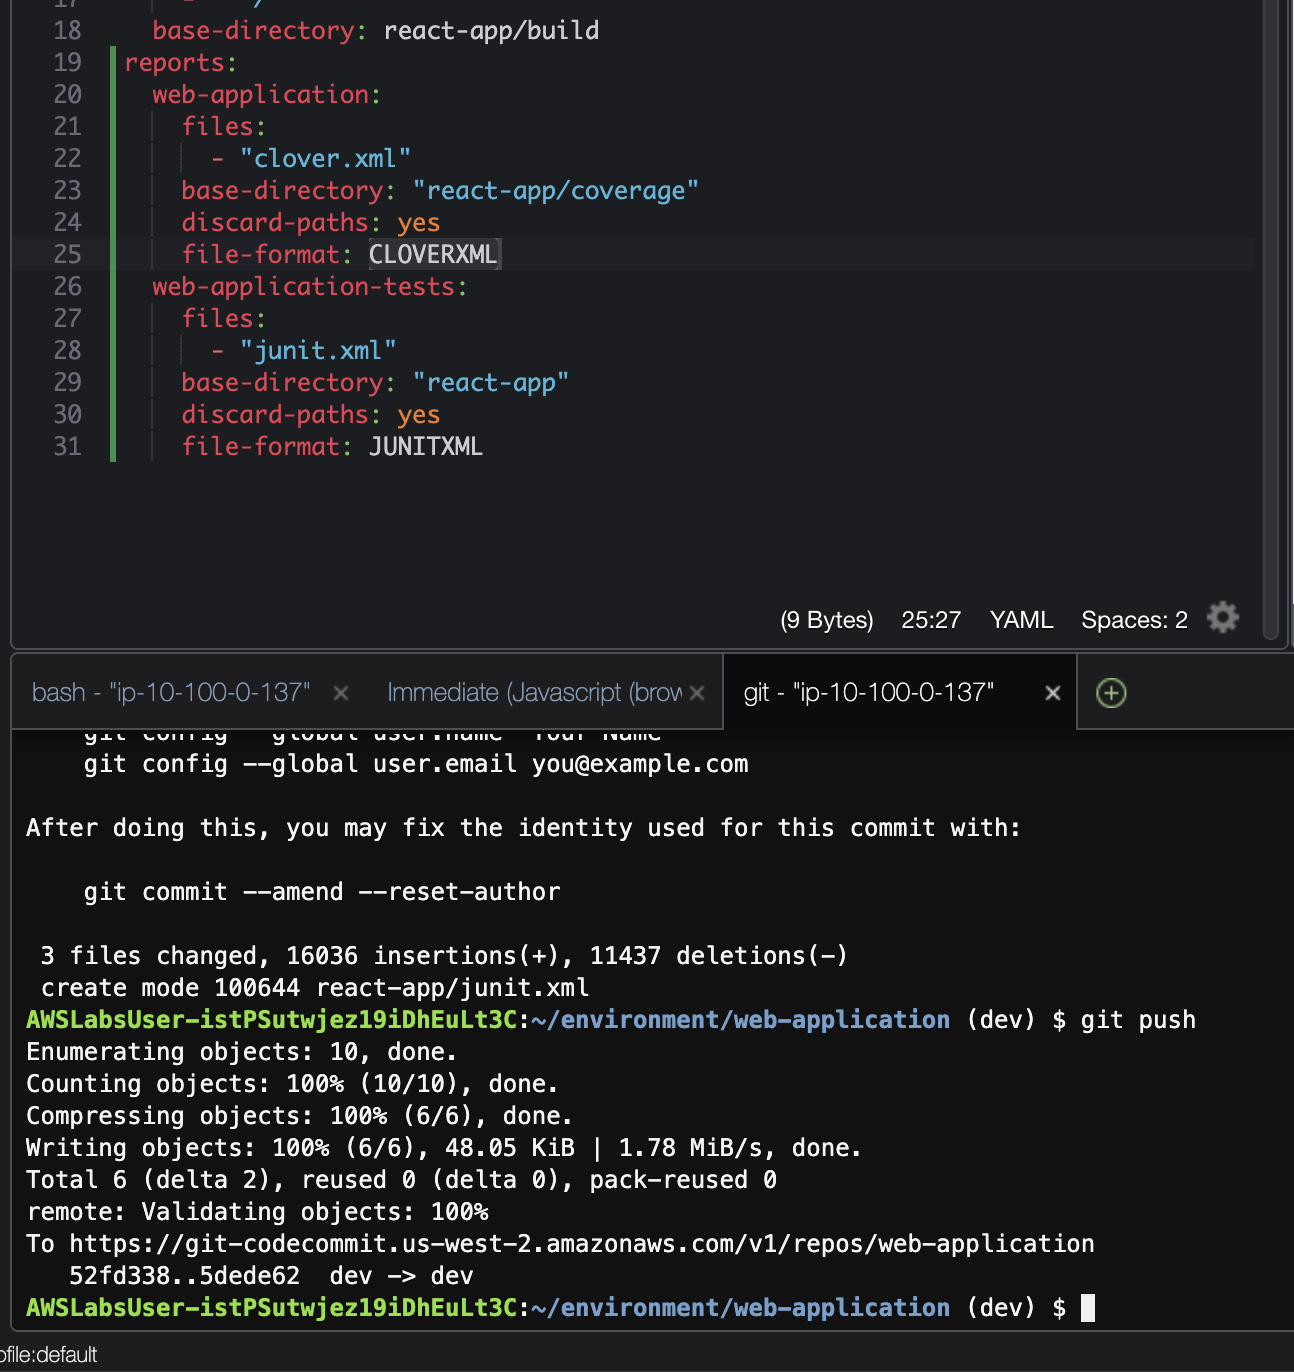 17 -
18 base-directory: react-app/build
19 reports:
20 web-application:
21 files:
22 - "clover.xml"
23 base-directory: "react-app/coverage"
24 discard-paths: yes
25 file-format: CLOVERXML
26 web-application-tests:
27 files:
28 - "junit.xml"
29 base-directory: "react-app"
30 discard-paths: yes
31 file-format: JUNITXML
(9 Bytes) 25:27 YAML Spaces: 2
bash - "ip-10-100-0-137" × Immediate (Javascript (brow × git - "ip-10-100-0-137" ×
git config --global user.name "Your Name"
git config --global user.email you@example.com
After doing this, you may fix the identity used for this commit with:
git commit --amend --reset-author
3 files changed, 16036 insertions(+), 11437 deletions(-)
create mode 100644 react-app/junit.xml
AWSLabsUser-istPSutwjez19iDhEuLt3C:~/environment/web-application (dev) $ git push
Enumerating objects: 10, done.
Counting objects: 100% (10/10), done.
Compressing objects: 100% (6/6), done.
Writing objects: 100% (6/6), 48.05 KiB | 1.78 MiB/s, done.
Total 6 (delta 2), reused 0 (delta 0), pack-reused 0
remote: Validating objects: 100%
To https://git-codecommit.us-west-2.amazonaws.com/v1/repos/web-application
52fd338..5dede62 dev -> dev
AWSLabsUser-istPSutwjez19iDhEuLt3C:~/environment/web-application (dev) $
ofile:default